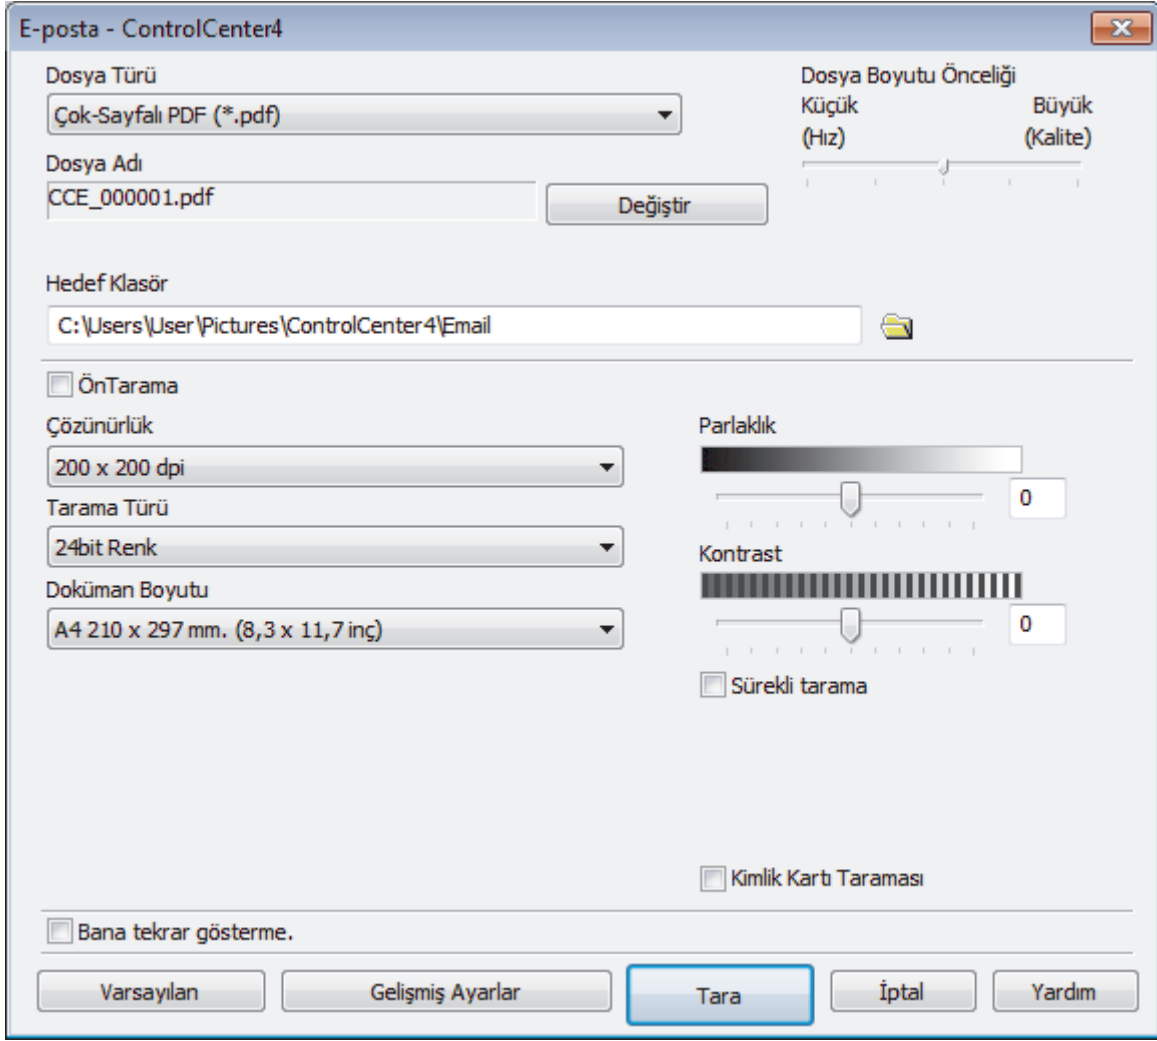 E-posta - ControlCenter4
Dosya Türü
Çok-Sayfalı PDF (*.pdf)
Dosya Boyutu Önceliği
Küçük Büyük
(Hız) (Kalite)
Dosya Adı
CCE_000001.pdf
Değiştir
Hedef Klasör
C:\Users\User\Pictures\ControlCenter4\Email
ÖnTarama
Çözünürlük
200 x 200 dpi
Tarama Türü
24bit Renk
Doküman Boyutu
A4 210 x 297 mm. (8,3 x 11,7 inç)
Parlaklık
0
Kontrast
0
Sürekli tarama
Kimlik Kartı Taraması
Bana tekrar gösterme.
Varsayılan Gelişmiş Ayarlar Tara İptal Yardım